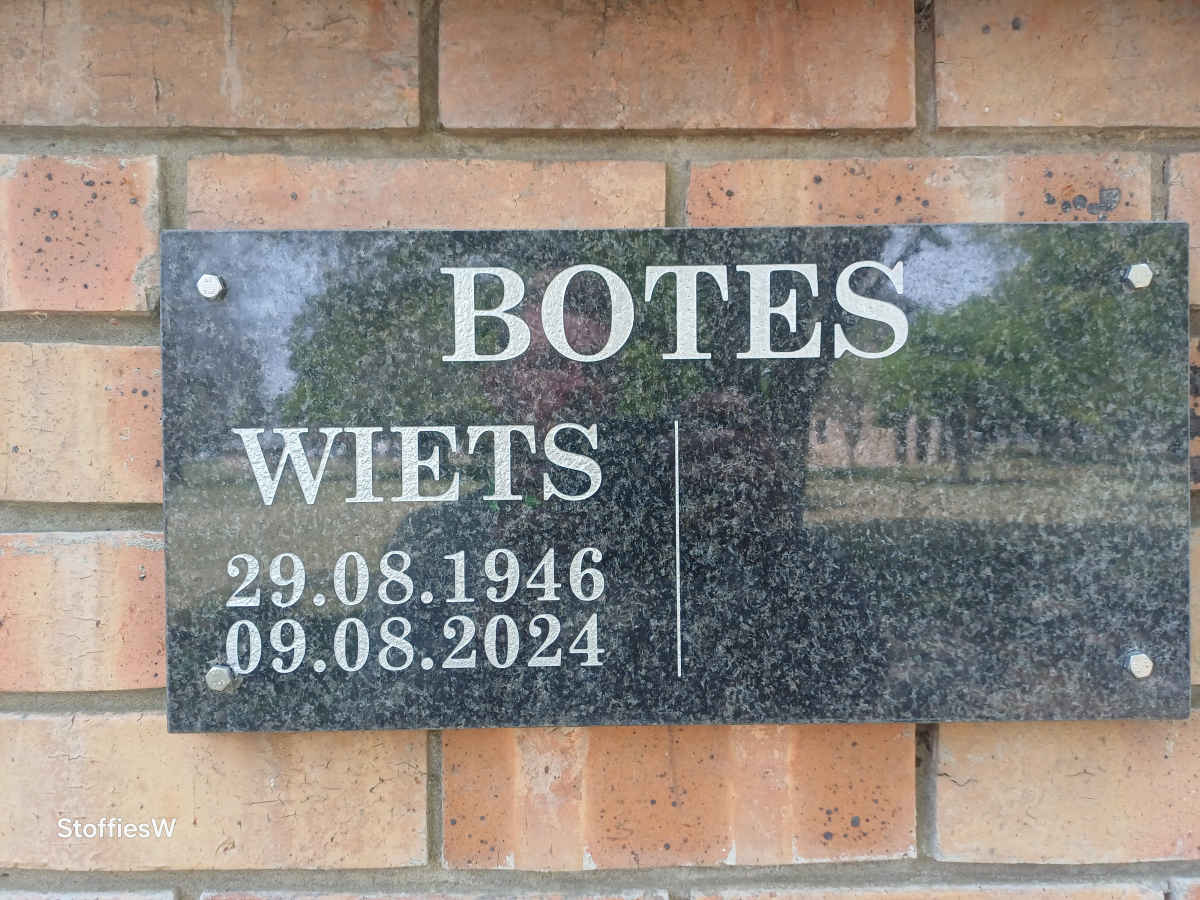 BOTES
WIETS
29.08.1946
09.08.2024
StoffiesW